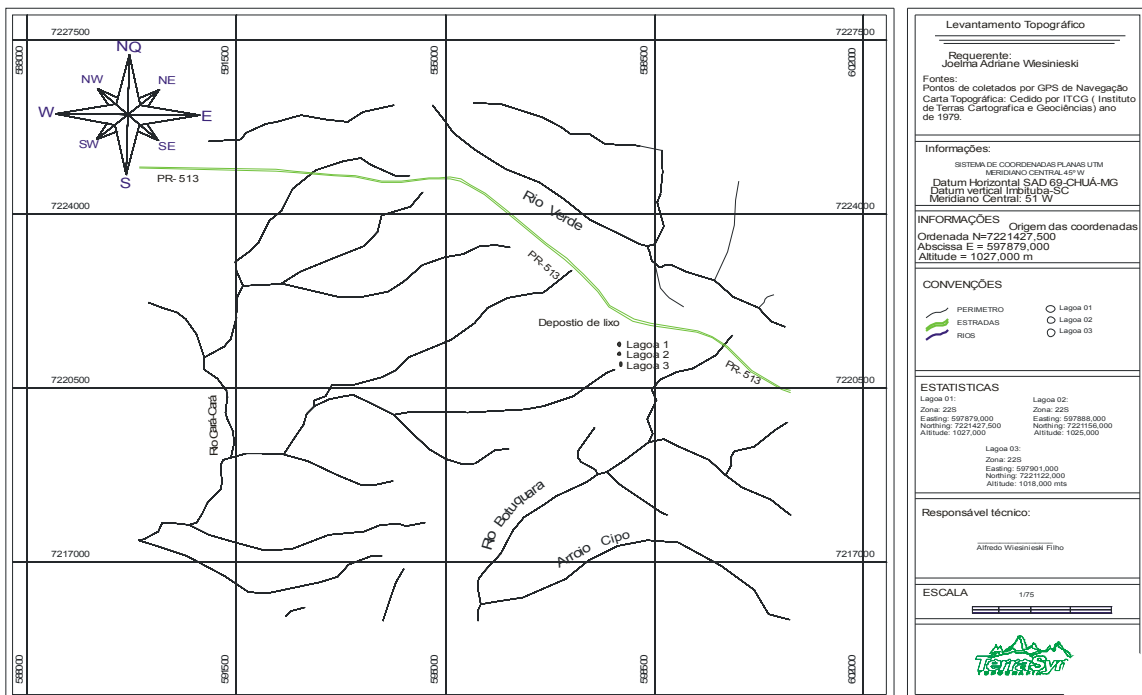 7227500
7227500
588000
591500
595000
598500
602000
NQ
NW
NE
W
E
SW
SE
S
PR-513
7224000
7224000
Rio Verde
PR-513
Depostio de lixo
Lagoa 1
Lagoa 2
Lagoa 3
PR-513
7220500
7220500
Rio Cará-Cará
Rio Botuquara
Arroio Cipo
7217000
7217000
588000
591500
595000
598500
602000
Levantamento Topográfico
Requerente:
Joelma Adriane Wiesinieski
Fontes:
Pontos de coletados por GPS de Navegação
Carta Topográfica: Cedido por ITCG ( Instituto
de Terras Cartografica e Geociências) ano
de 1979.
Informações:
SISTEMA DE COORDENADAS PLANAS UTM
MERIDIANO CENTRAL 45º W
Datum Horizontal SAD 69-CHUÁ-MG
Datum vertical Imbituba-SC
Meridiano Central: 51 W
INFORMAÇÕES
Origem das coordenadas
Ordenada N=7221427,500
Abscissa E = 597879,000
Altitude = 1027,000 m
CONVENÇÕES
PERIMETRO
ESTRADAS
RIOS
Lagoa 01
Lagoa 02
Lagoa 03
ESTATISTICAS
Lagoa 01:
Zona: 22S
Easting: 597879,000
Northing: 7221427,500
Altitude: 1027,000
Lagoa 02:
Zona: 22S
Easting: 597888,000
Northing: 7221156,000
Altitude: 1025,000
Lagoa 03:
Zona: 22S
Easting: 597901,000
Northing: 7221122,000
Altitude: 1018,000 mts
Responsável técnico:
Alfredo Wiesinieski Filho
ESCALA
1/75
TerraSyr
TOPOGRAFIA